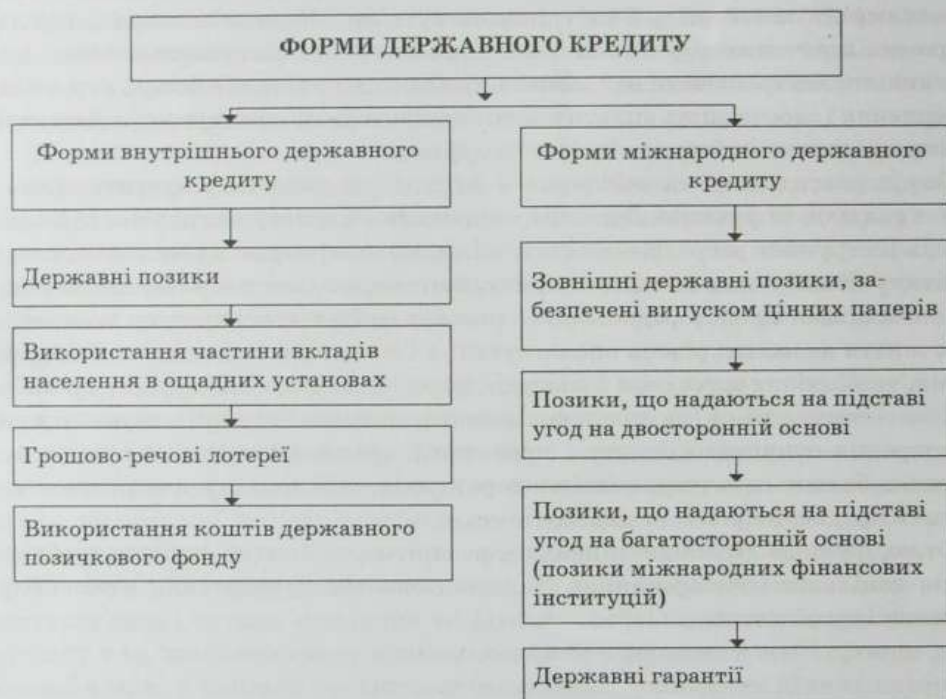 ФОРМИ ДЕРЖАВНОГО КРЕДИТУ
Форми внутрішнього державного
кредиту
Державні позики
Використання частини вкладів
населення в ощадних установах
Грошово-речові лотереї
Використання коштів державного
позичкового фонду
Форми міжнародного державного
кредиту
Зовнішні державні позики, за-
безпечені випуском цінних паперів
Позики, що надаються на підставі
угод на двосторонній основі
Позики, що надаються на підставі
угод на багатосторонній основі
(позики міжнародних фінансових
інституцій)
Державні гарантії